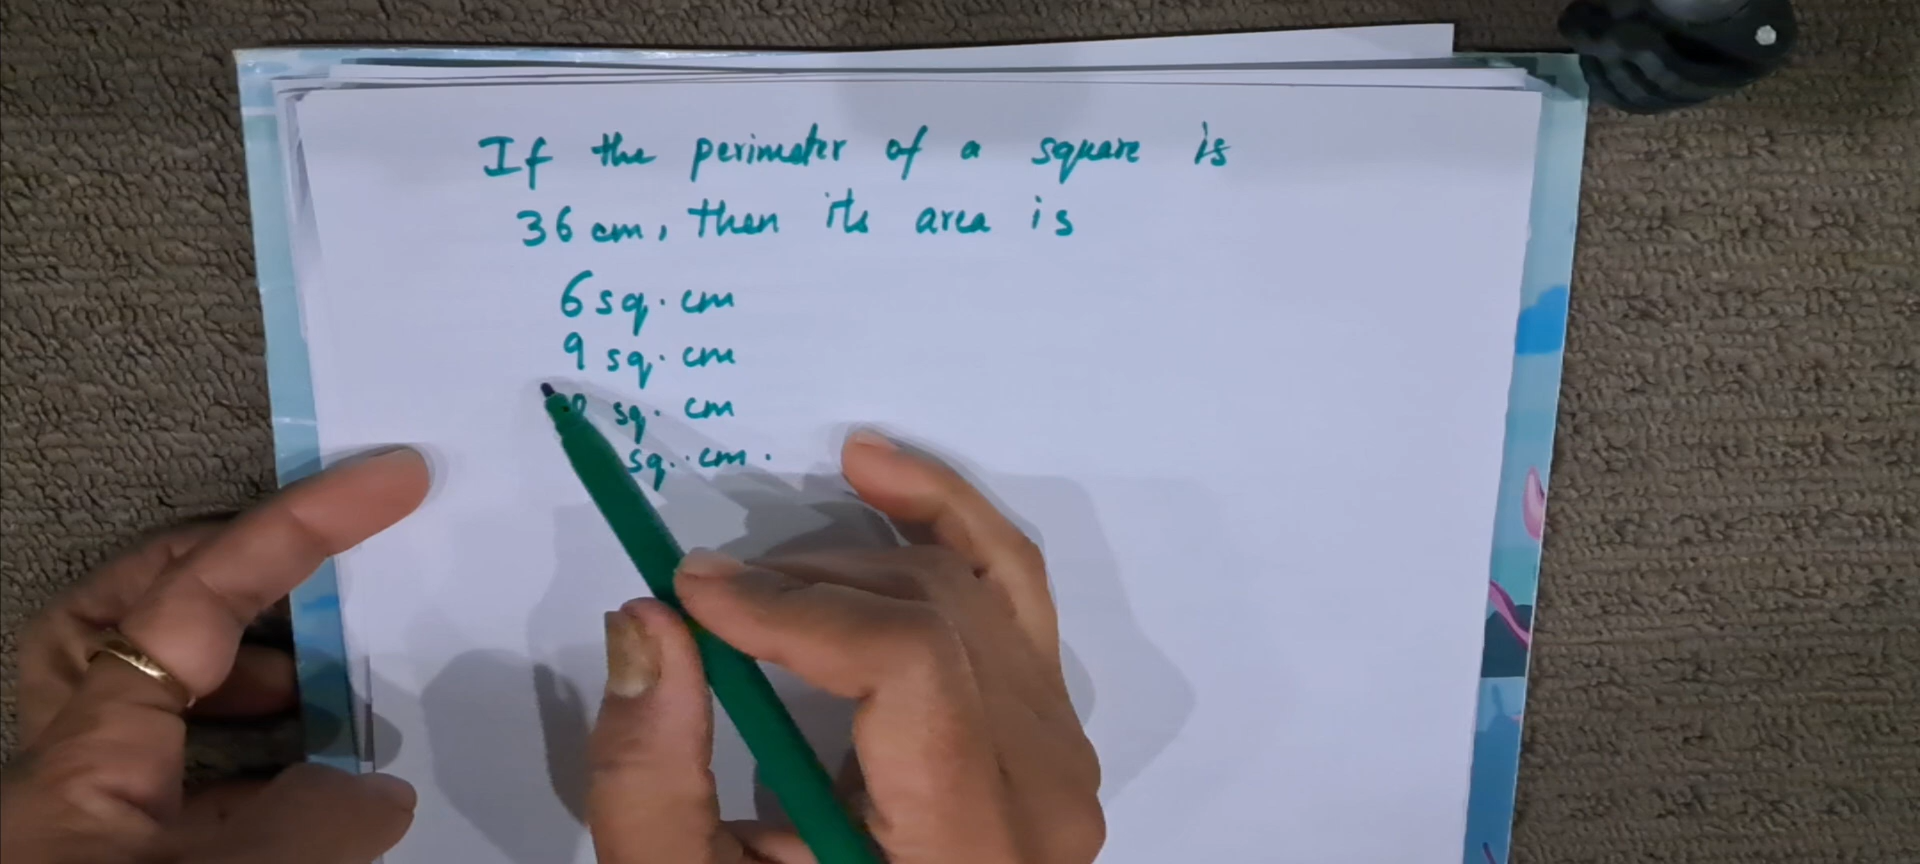 If the perimeter of a square is
36 cm, then its area is
6 sq. cm
9 sq. cm
sq. cm
sq. cm.